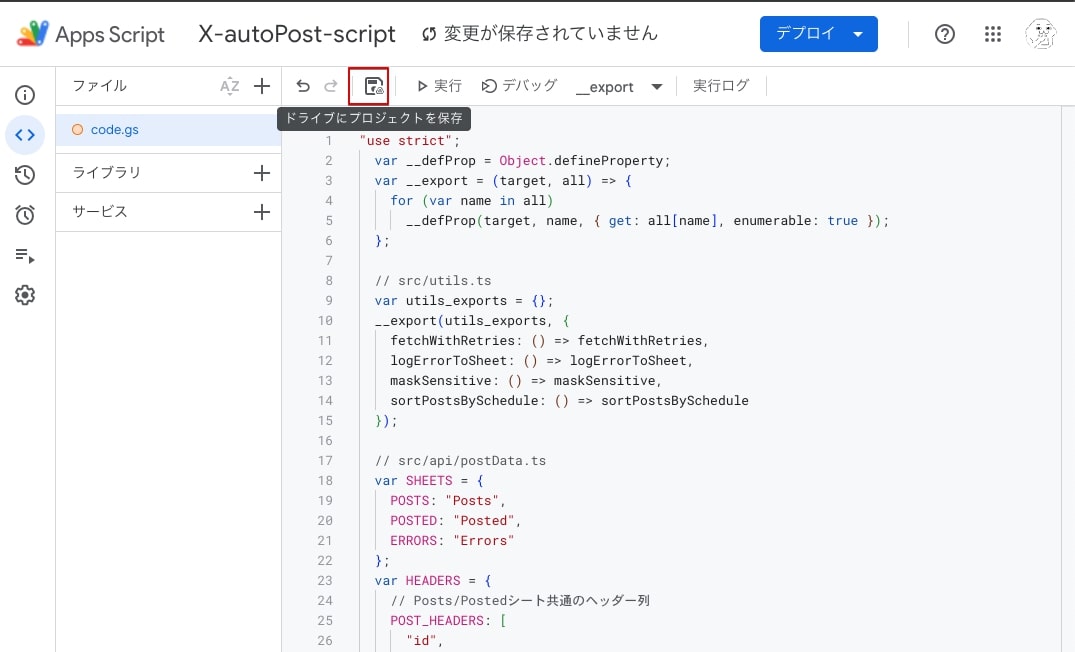 Apps Script X-autoPost-script 変更が保存されていません デプロイ
ファイル AZ 実行 デバッグ __export 実行ログ
ドライブにプロジェクトを保存
code.gs
ライブラリ
サービス
1 "use strict";
2 var __defProp = Object.defineProperty;
3 var __export = (target, all) => {
4 for (var name in all)
5 __defProp(target, name, { get: all[name], enumerable: true });
6 };
7
8 // src/utils.ts
9 var utils_exports = {};
10 __export(utils_exports, {
11 fetchWithRetries: () => fetchWithRetries,
12 logErrorToSheet: () => logErrorToSheet,
13 maskSensitive: () => maskSensitive,
14 sortPostsBySchedule: () => sortPostsBySchedule
15 });
16
17 // src/api/postData.ts
18 var SHEETS = {
19 POSTS: "Posts",
20 POSTED: "Posted",
21 ERRORS: "Errors"
22 };
23 var HEADERS = {
24 // Posts/Postedシート共通のヘッダー列
25 POST_HEADERS: [
26 "id",